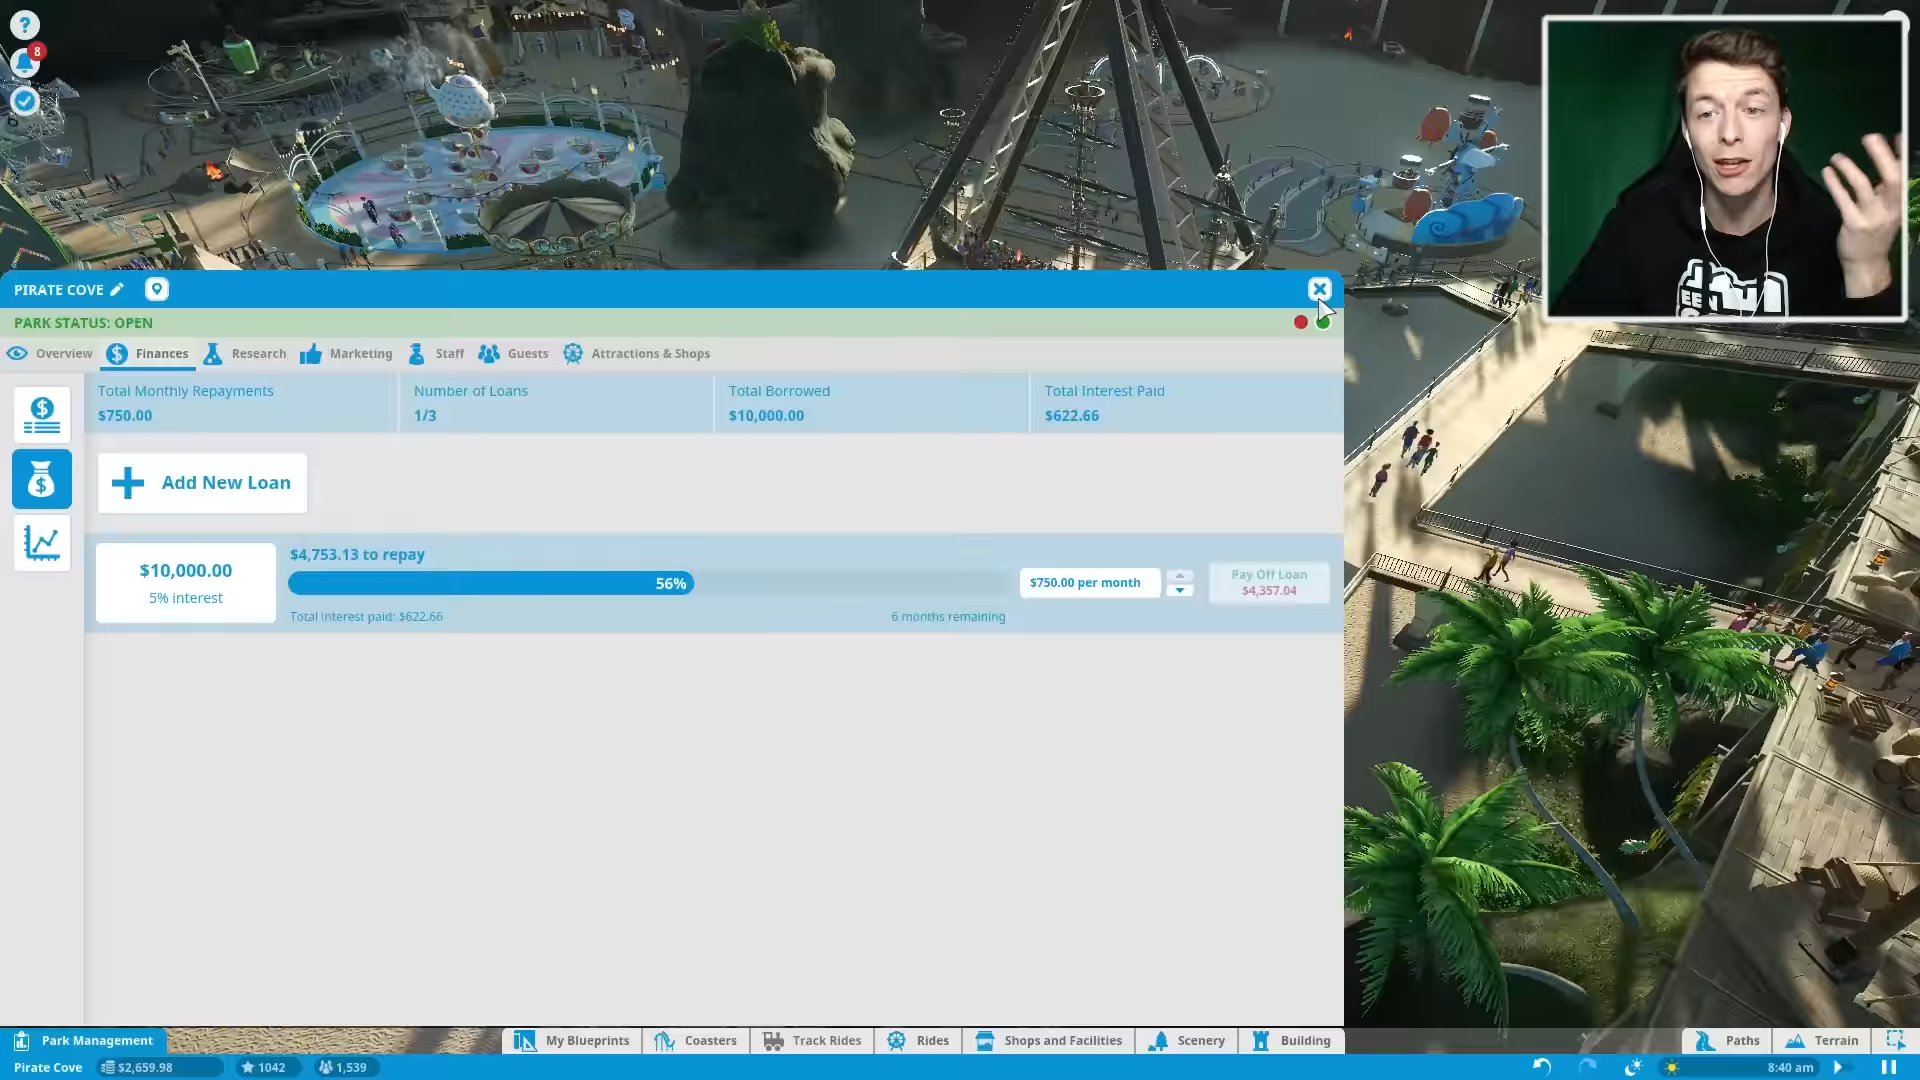 ?
8
PIRATE COVE
PARK STATUS: OPEN
Overview Finances Research Marketing Staff Guests Attractions & Shops
Total Monthly Repayments Number of Loans Total Borrowed Total Interest Paid
$750.00 1/3 $10,000.00 $622.66
Add New Loan
$10,000.00
5% interest
$4,753.13 to repay
56%
Total interest paid: $622.66 6 months remaining
$750.00 per month
Pay Off Loan
$4,357.04
Park Management My Blueprints Coasters Track Rides Rides Shops and Facilities Scenery Building Paths Terrain
Pirate Cove $2,659.98 1042 1,539 8:40 am